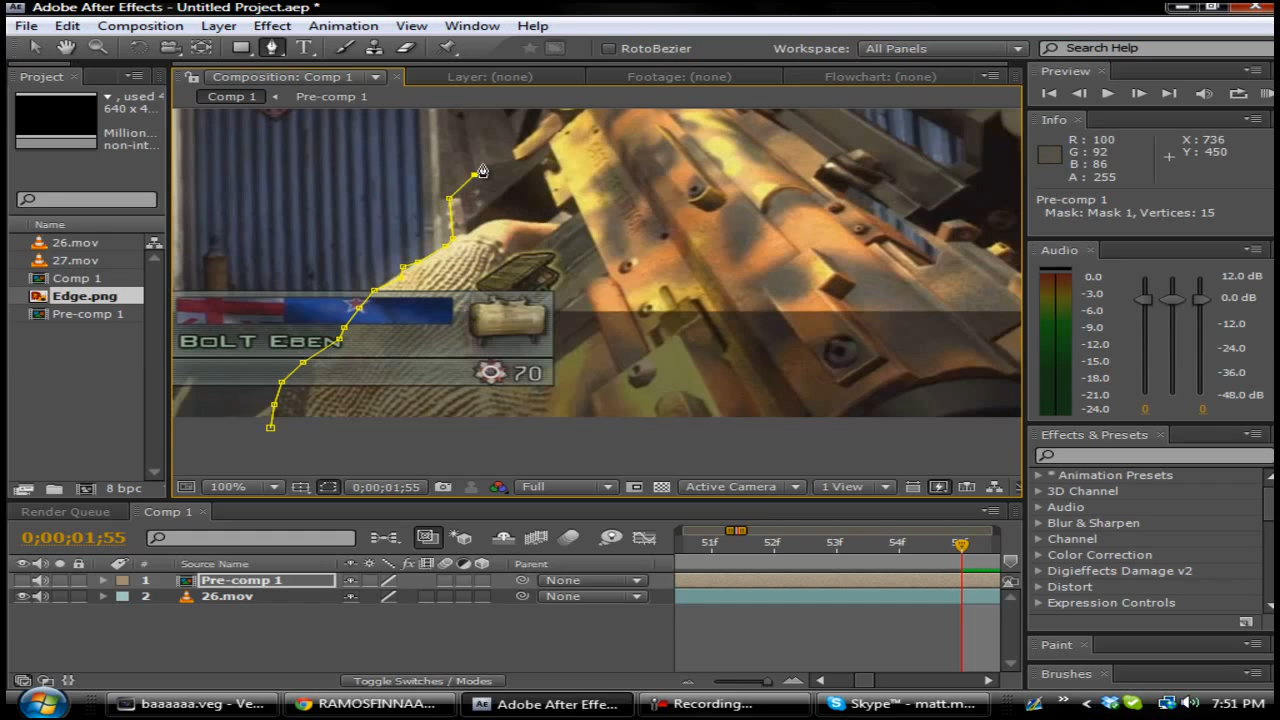 Adobe After Effects - Untitled Project.aep *
File Edit Composition Layer Effect Animation View Window Help
RotoBezier Workspace: All Panels Search Help
Project
Composition: Comp 1 Layer: (none) Footage: (none) Flowchart: (none)
Preview
, used 4
640 x 4...
Million...
non-int...
Comp 1 Pre-comp 1
Info
R: 100
G: 92
B: 86
A: 255
X: 736
Y: 450
Pre-comp 1
Mask: Mask 1, Vertices: 15
Name
26.mov
27.mov
Comp 1
Edge.png
Pre-comp 1
BoLT Eben
70
Audio
0.0
-3.0
-6.0
-9.0
-12.0
-15.0
-18.0
-21.0
-24.0
12.0 dB
0.0 dB
-12.0
-24.0
-36.0
-48.0 dB
0 0
8 bpc
100% 0;00;01;55 Full Active Camera 1 View
Effects & Presets
* Animation Presets
3D Channel
Audio
Blur & Sharpen
Channel
Color Correction
Digieffects Damage v2
Distort
Expression Controls
Paint
Brushes
Render Queue Comp 1
0;00;01;55
51f 52f 53f 54f
# Source Name Parent
1 Pre-comp 1 None
2 26.mov None
Toggle Switches / Modes
baaaaaa.veg - Ve... RAMOSFINNAA... Adobe After Effe... Recording... Skype™ - matt.m... 7:51 PM